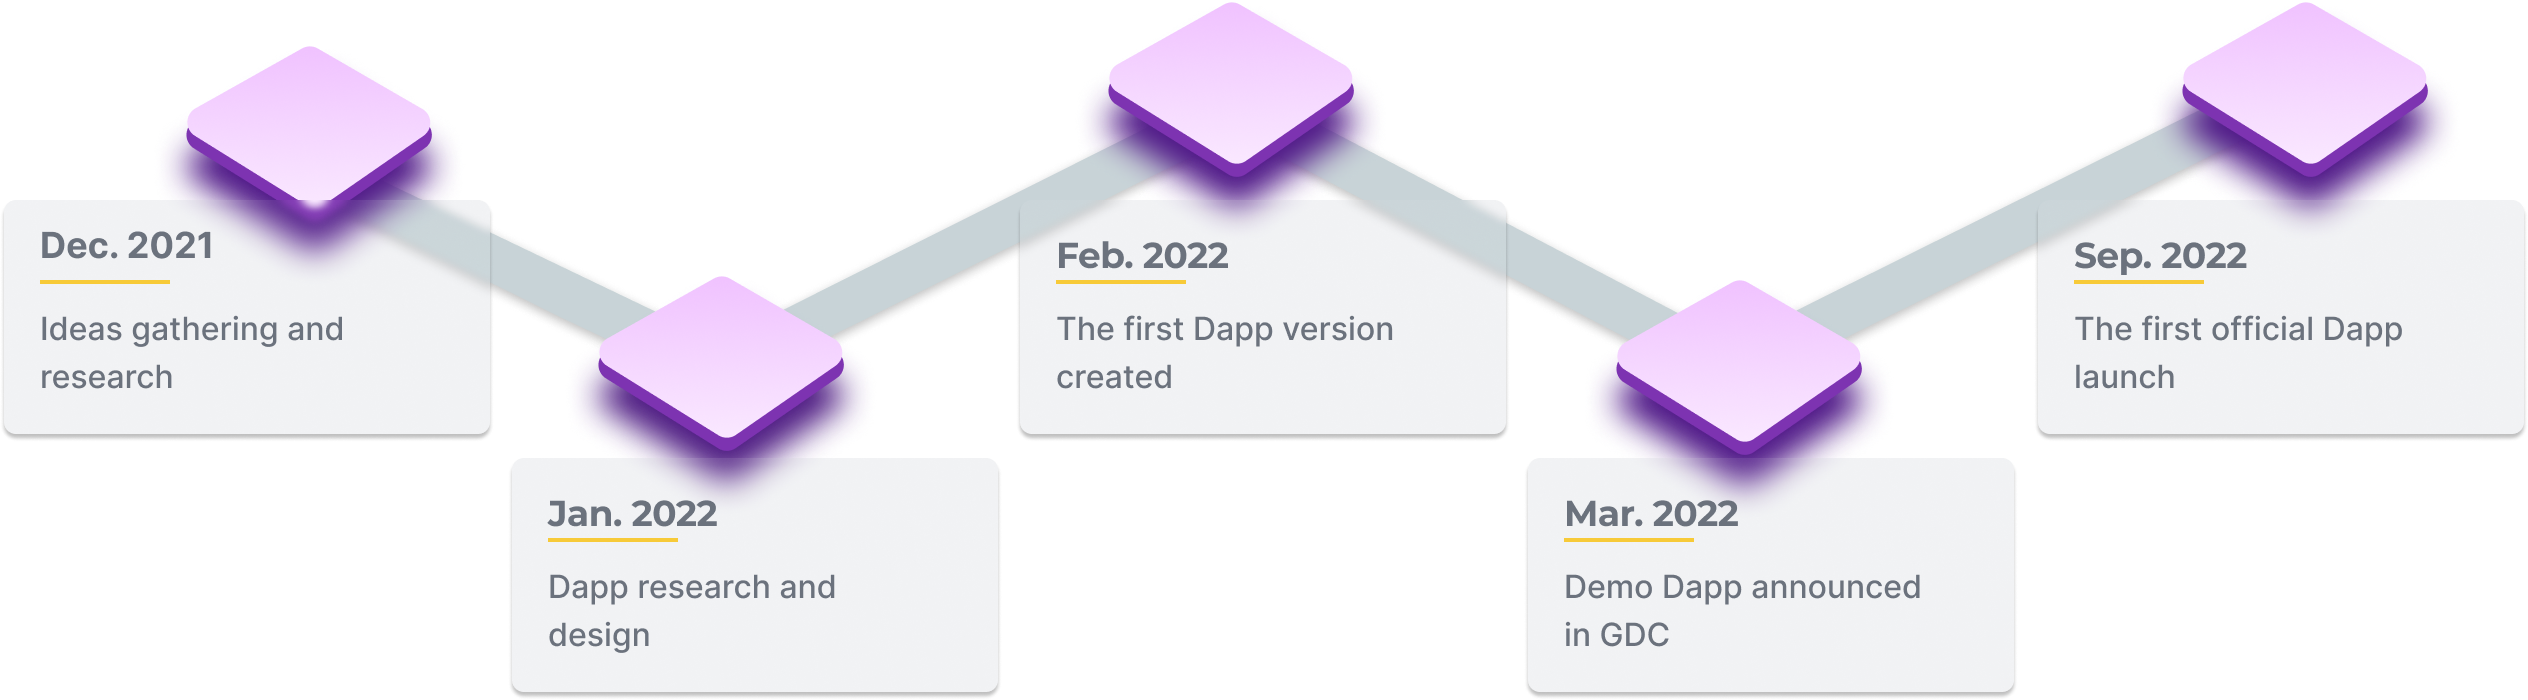 Dec. 2021
Ideas gathering and
research
Jan. 2022
Dapp research and
design
Feb. 2022
The first Dapp version
created
Mar. 2022
Demo Dapp announced
in GDC
Sep. 2022
The first official Dapp
launch